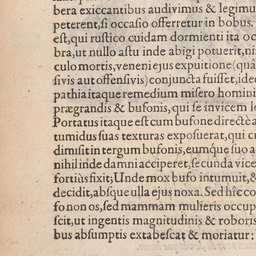 bera exiccantibus audivimus & legimu
peterent, si occasio offerretur in bobus.
est, qui rustico cuidam dormienti ita oc
bra, ut nullo astu inde abigi potuerit, ni
culo mortis, veneni ejus expuitione (quâ
sivis aut offensivis) conjuncta fuisset, ideo
pathia itaque remedium misero homini
prægrandis & bufonis, qui se invicem
Portatus itaque est cum bufone directè a
tumidus suas texturas exposuerat, qui cu
dimisit in tergum bufonis, eumque suo a
nihil inde damni acciperet, secunda vice
fortiùs fixit; Unde mox bufo intumuit, &
decidit, absque ulla ejus noxa. Sed hîc co
fo non os, sed mammam mulieris occup
scit, ut ingentis magnitudinis & roboris
bus absumptis extabescat & moriatur: